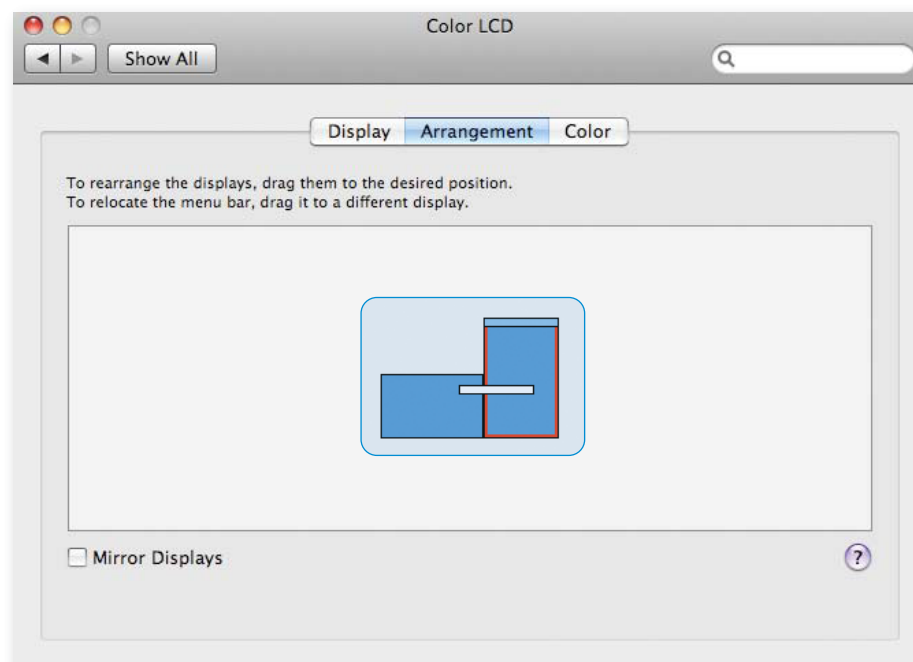 Color LCD
Show All
Display Arrangement Color
To rearrange the displays, drag them to the desired position.
To relocate the menu bar, drag it to a different display.
Mirror Displays
?